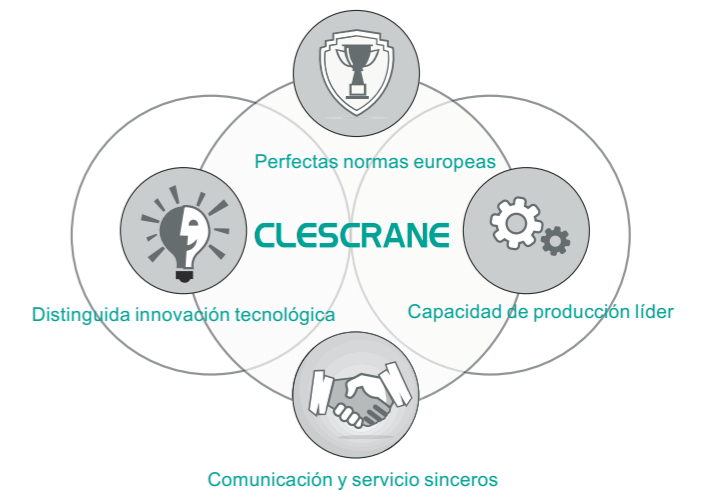 Perfectas normas europeas
CLESCRANE
Distinguida innovación tecnológica
Capacidad de producción líder
Comunicación y servicio sinceros